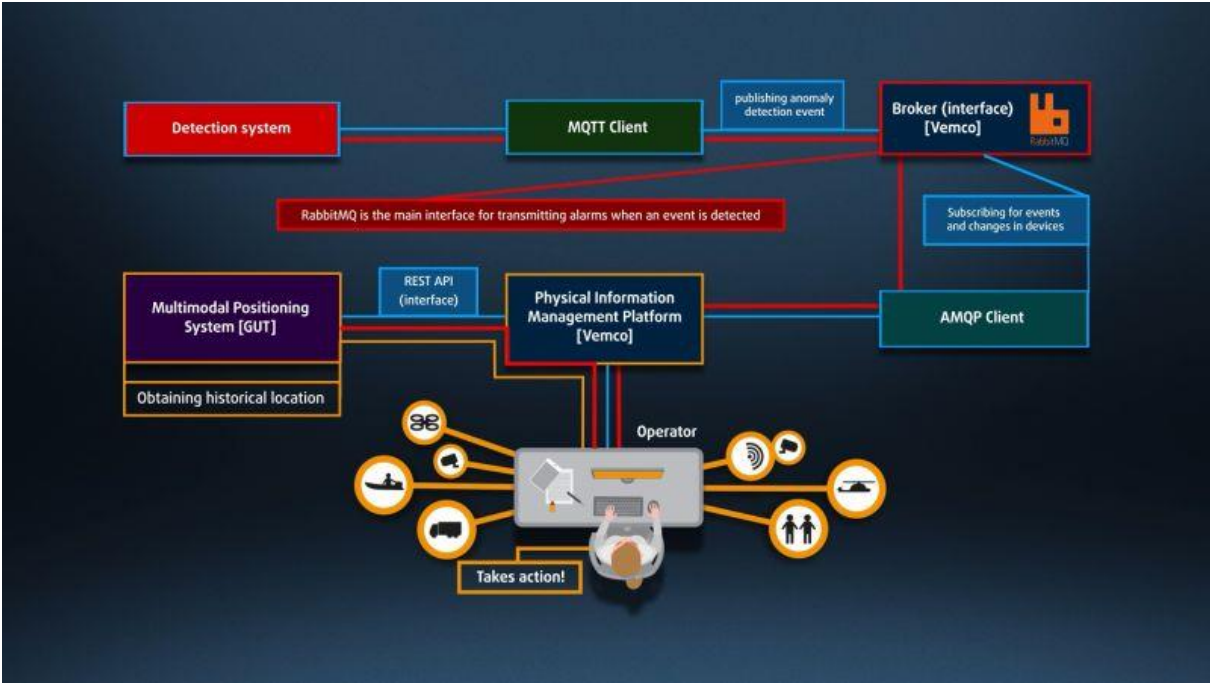 Detection system
MQTT Client
publishing anomaly
detection event
Broker (interface)
[Vemco]
RabbitMQ
RabbitMQ is the main interface for transmitting alarms when an event is detected
Subscribing for events
and changes in devices
Multimodal Positioning
System [GUT]
REST API
(interface)
Physical Information
Management Platform
[Vemco]
AMQP Client
Obtaining historical location
Operator
Takes action!